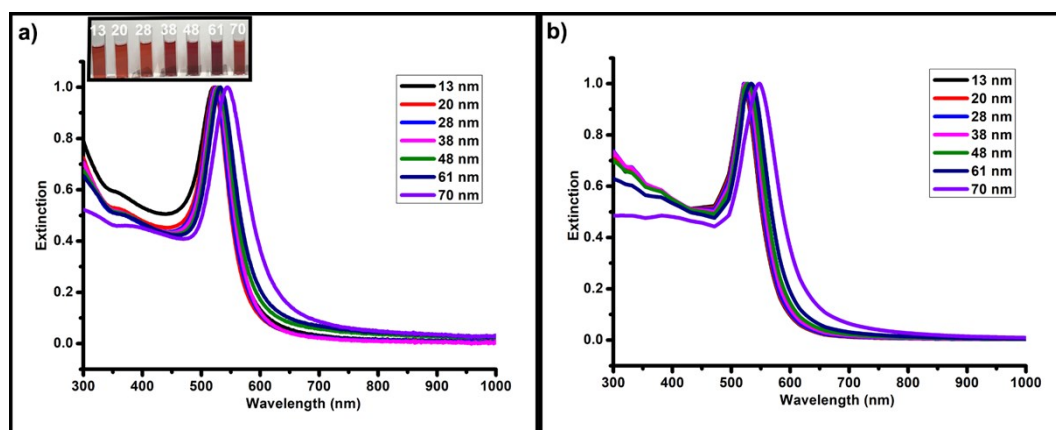 a)
13 20 28 38 48 61 70
13 nm
20 nm
28 nm
38 nm
48 nm
61 nm
70 nm
1.0
0.8
0.6
0.4
0.2
0.0
Extinction
300 400 500 600 700 800 900 1000
Wavelength (nm)
b)
13 nm
20 nm
28 nm
38 nm
48 nm
61 nm
70 nm
1.0
0.8
0.6
0.4
0.2
0.0
Extinction
300 400 500 600 700 800 900 1000
Wavelength (nm)